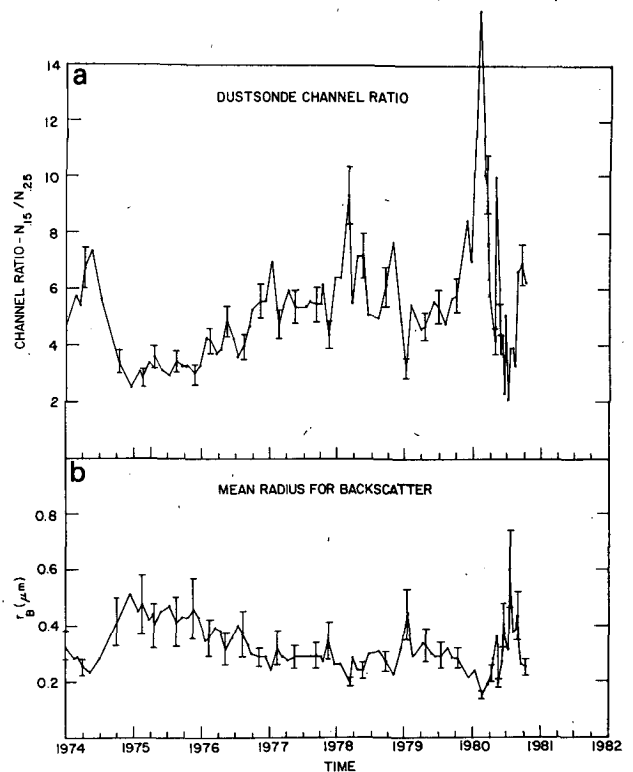 a
DUSTSONDE CHANNEL RATIO
14
12
10
8
6
4
2
CHANNEL RATIO - N.15 / N.25
b
MEAN RADIUS FOR BACKSCATTER
0.8
0.6
0.4
0.2
r_B (μm)
1974 1975 1976 1977 1978 1979 1980 1981 1982
TIME